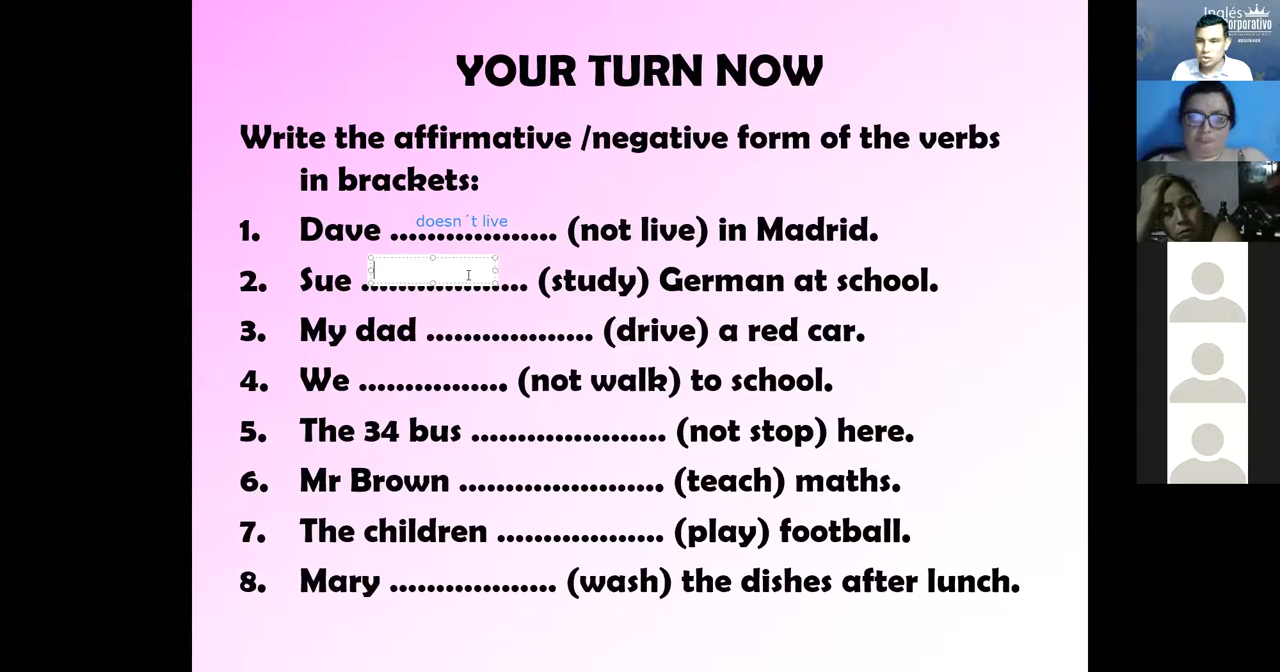 YOUR TURN NOW
Write the affirmative /negative form of the verbs
in brackets:
1. Dave .................. (not live) in Madrid.
doesn´t live
2. Sue .................. (study) German at school.
3. My dad .................. (drive) a red car.
4. We ................ (not walk) to school.
5. The 34 bus ..................... (not stop) here.
6. Mr Brown ...................... (teach) maths.
7. The children .................. (play) football.
8. Mary .................. (wash) the dishes after lunch.
Inglés
orporativo
BEGINNER